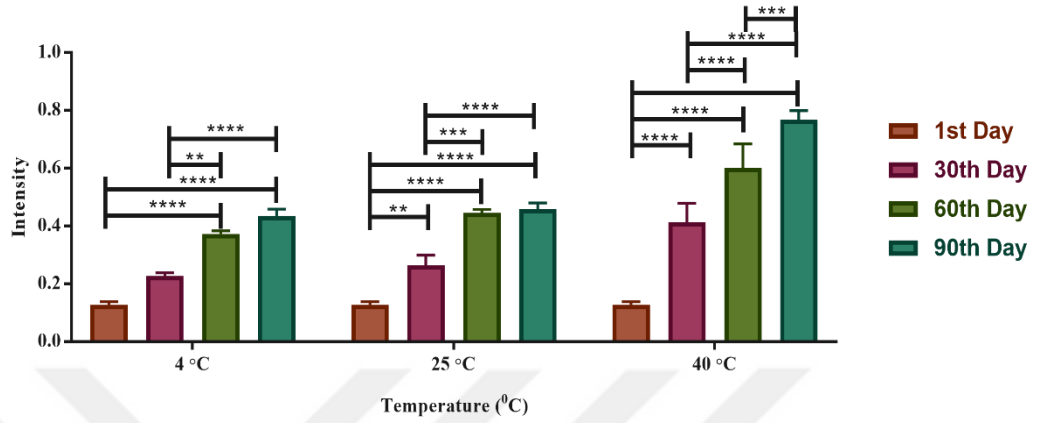 ***
****
1.0
****
****
0.8
****
****
****
***
****
**
****
0.6
****
****
****
**
0.4
0.2
0.0
Intensity
4 °C
25 °C
40 °C
Temperature (⁰C)
1st Day
30th Day
60th Day
90th Day